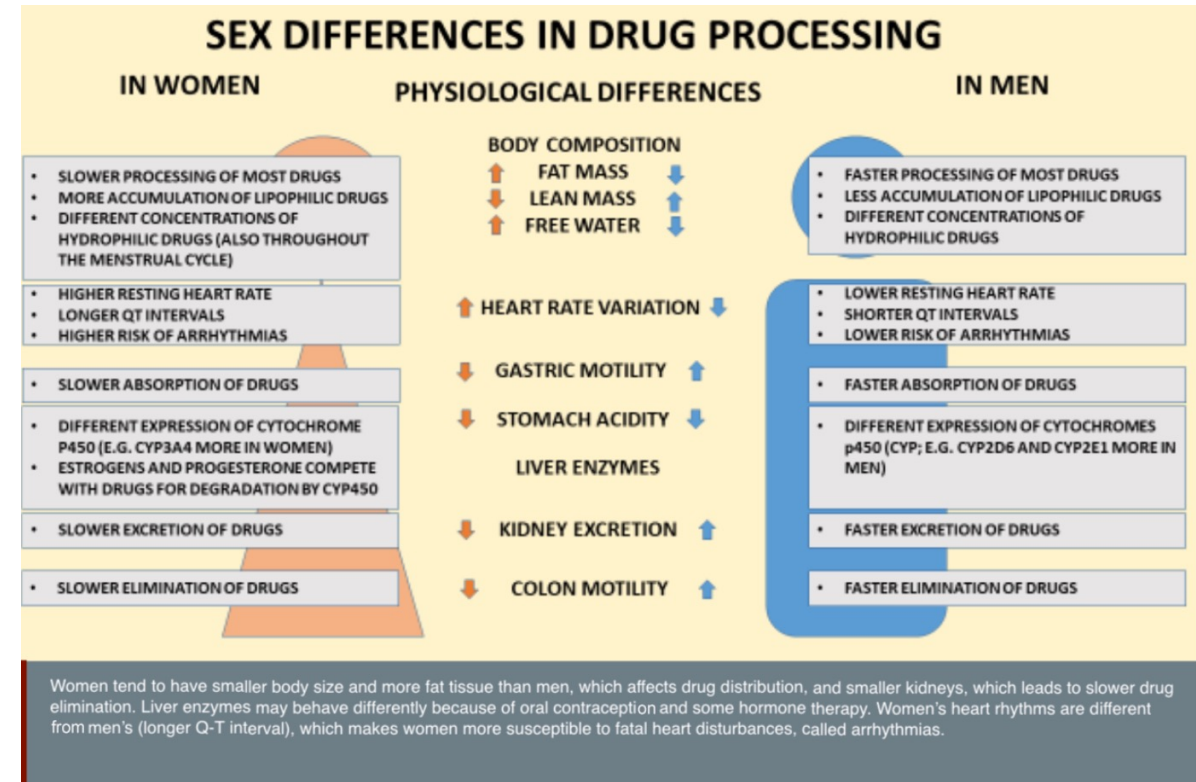 SEX DIFFERENCES IN DRUG PROCESSING
IN WOMEN
PHYSIOLOGICAL DIFFERENCES
IN MEN
• SLOWER PROCESSING OF MOST DRUGS
• MORE ACCUMULATION OF LIPOPHILIC DRUGS
• DIFFERENT CONCENTRATIONS OF
HYDROPHILIC DRUGS (ALSO THROUGHOUT
THE MENSTRUAL CYCLE)
BODY COMPOSITION
FAT MASS
LEAN MASS
FREE WATER
• FASTER PROCESSING OF MOST DRUGS
• LESS ACCUMULATION OF LIPOPHILIC DRUGS
• DIFFERENT CONCENTRATIONS OF
HYDROPHILIC DRUGS
• HIGHER RESTING HEART RATE
• LONGER QT INTERVALS
• HIGHER RISK OF ARRHYTHMIAS
HEART RATE VARIATION
• LOWER RESTING HEART RATE
• SHORTER QT INTERVALS
• LOWER RISK OF ARRHYTHMIAS
• SLOWER ABSORPTION OF DRUGS
GASTRIC MOTILITY
• FASTER ABSORPTION OF DRUGS
• DIFFERENT EXPRESSION OF CYTOCHROME
P450 (E.G. CYP3A4 MORE IN WOMEN)
• ESTROGENS AND PROGESTERONE COMPETE
WITH DRUGS FOR DEGRADATION BY CYP450
STOMACH ACIDITY
LIVER ENZYMES
• DIFFERENT EXPRESSION OF CYTOCHROMES
p450 (CYP; E.G. CYP2D6 AND CYP2E1 MORE IN
MEN)
• SLOWER EXCRETION OF DRUGS
KIDNEY EXCRETION
• FASTER EXCRETION OF DRUGS
• SLOWER ELIMINATION OF DRUGS
COLON MOTILITY
• FASTER ELIMINATION OF DRUGS
Women tend to have smaller body size and more fat tissue than men, which affects drug distribution, and smaller kidneys, which leads to slower drug
elimination. Liver enzymes may behave differently because of oral contraception and some hormone therapy. Women's heart rhythms are different
from men's (longer Q-T interval), which makes women more susceptible to fatal heart disturbances, called arrhythmias.